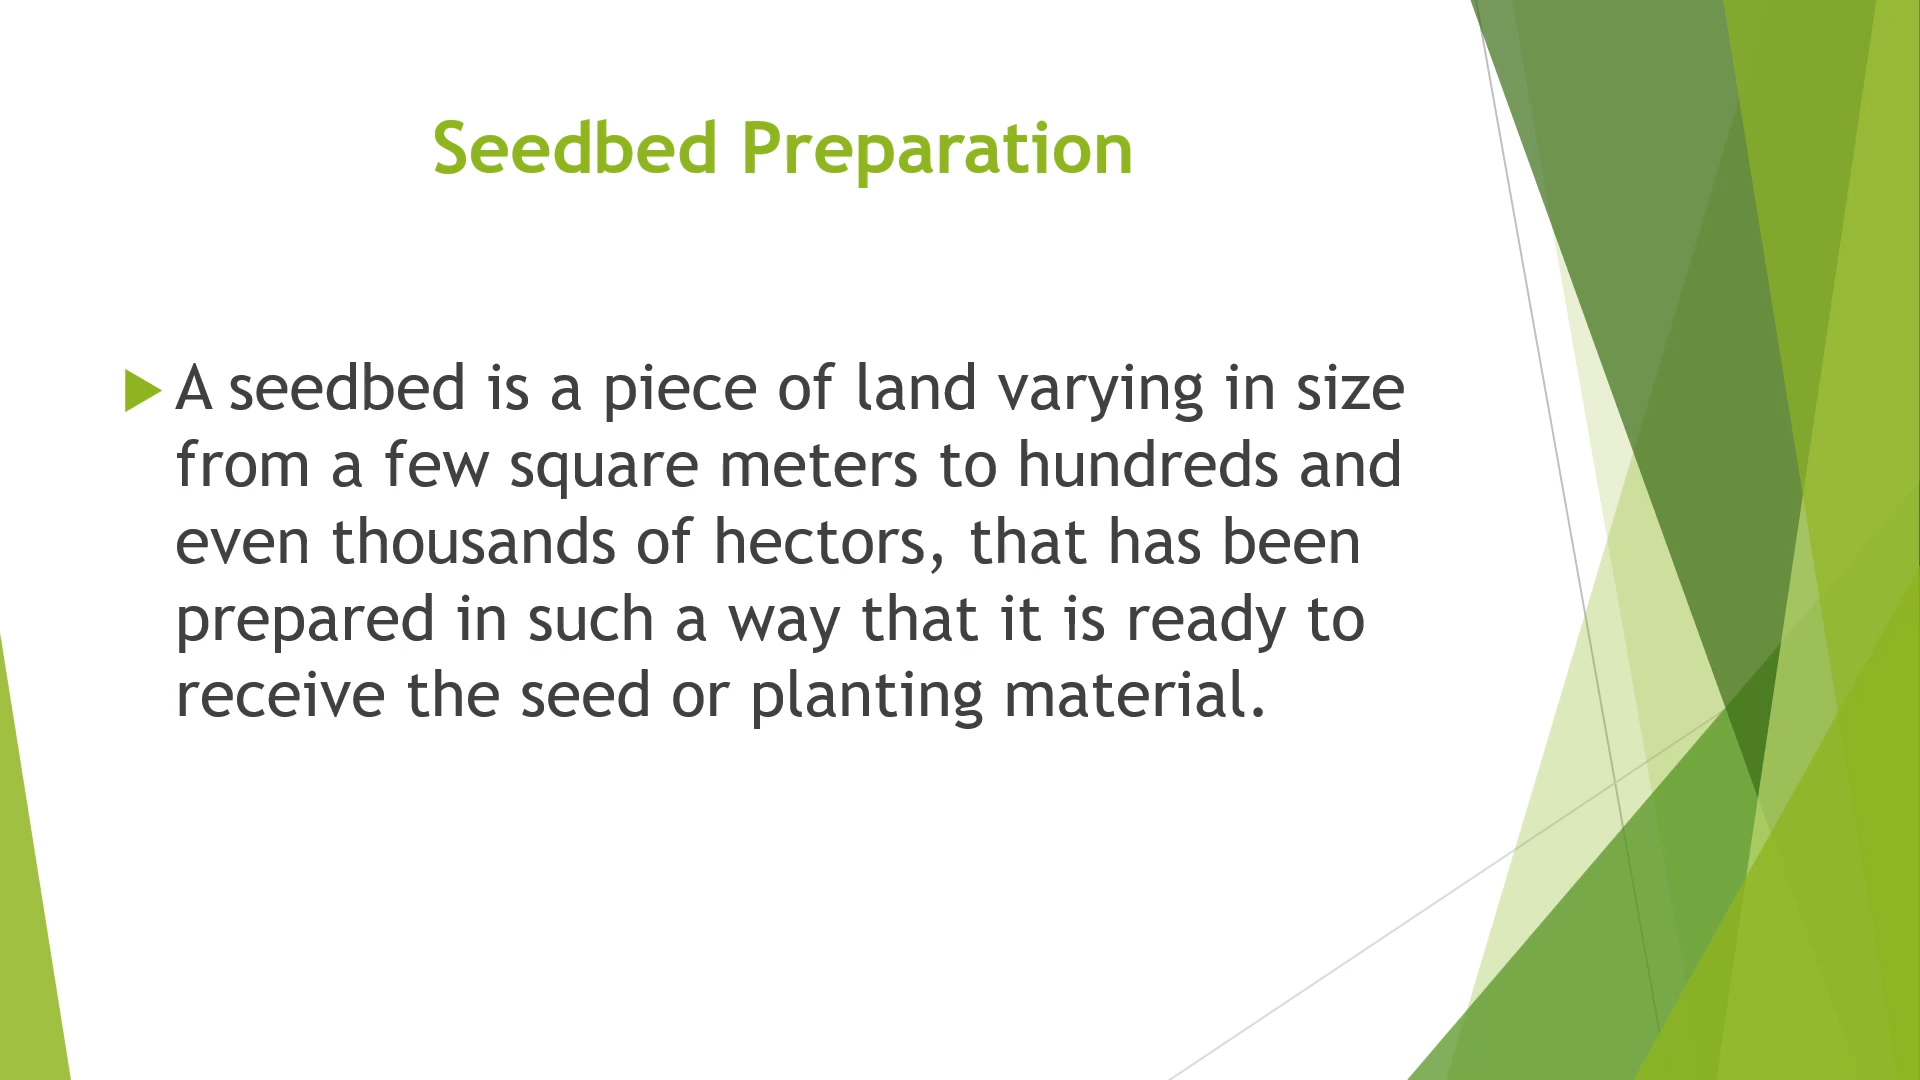 Seedbed Preparation
A seedbed is a piece of land varying in size
from a few square meters to hundreds and
even thousands of hectors, that has been
prepared in such a way that it is ready to
receive the seed or planting material.